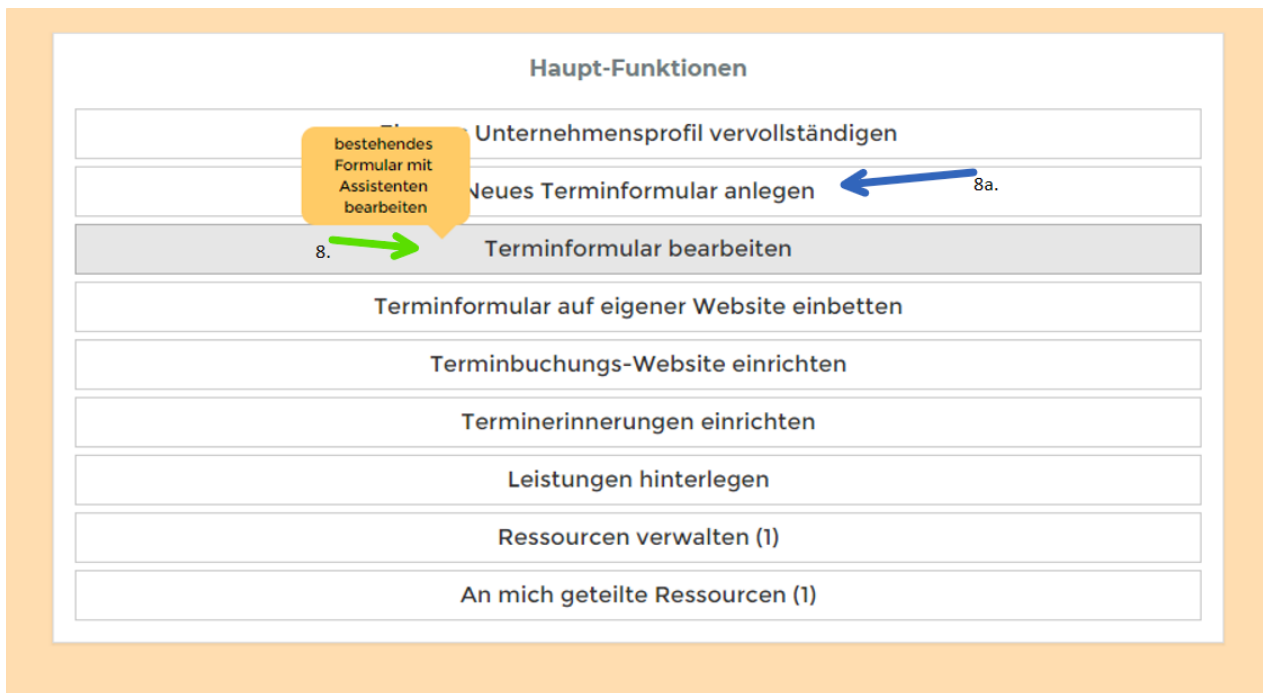 Haupt-Funktionen
Unternehmensprofil vervollständigen
bestehendes
Formular mit
Assistenten
bearbeiten
Neues Terminformular anlegen
8a.
8.
Terminformular bearbeiten
Terminformular auf eigener Website einbetten
Terminbuchungs-Website einrichten
Terminerinnerungen einrichten
Leistungen hinterlegen
Ressourcen verwalten (1)
An mich geteilte Ressourcen (1)